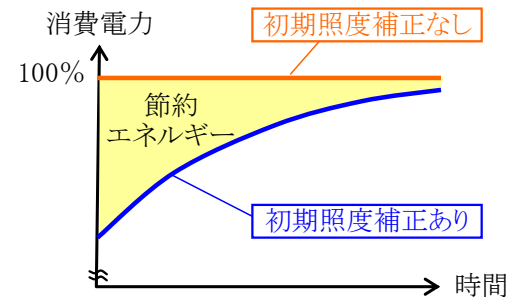 消費電力
初期照度補正なし
100%
節約
エネルギー
初期照度補正あり
時間